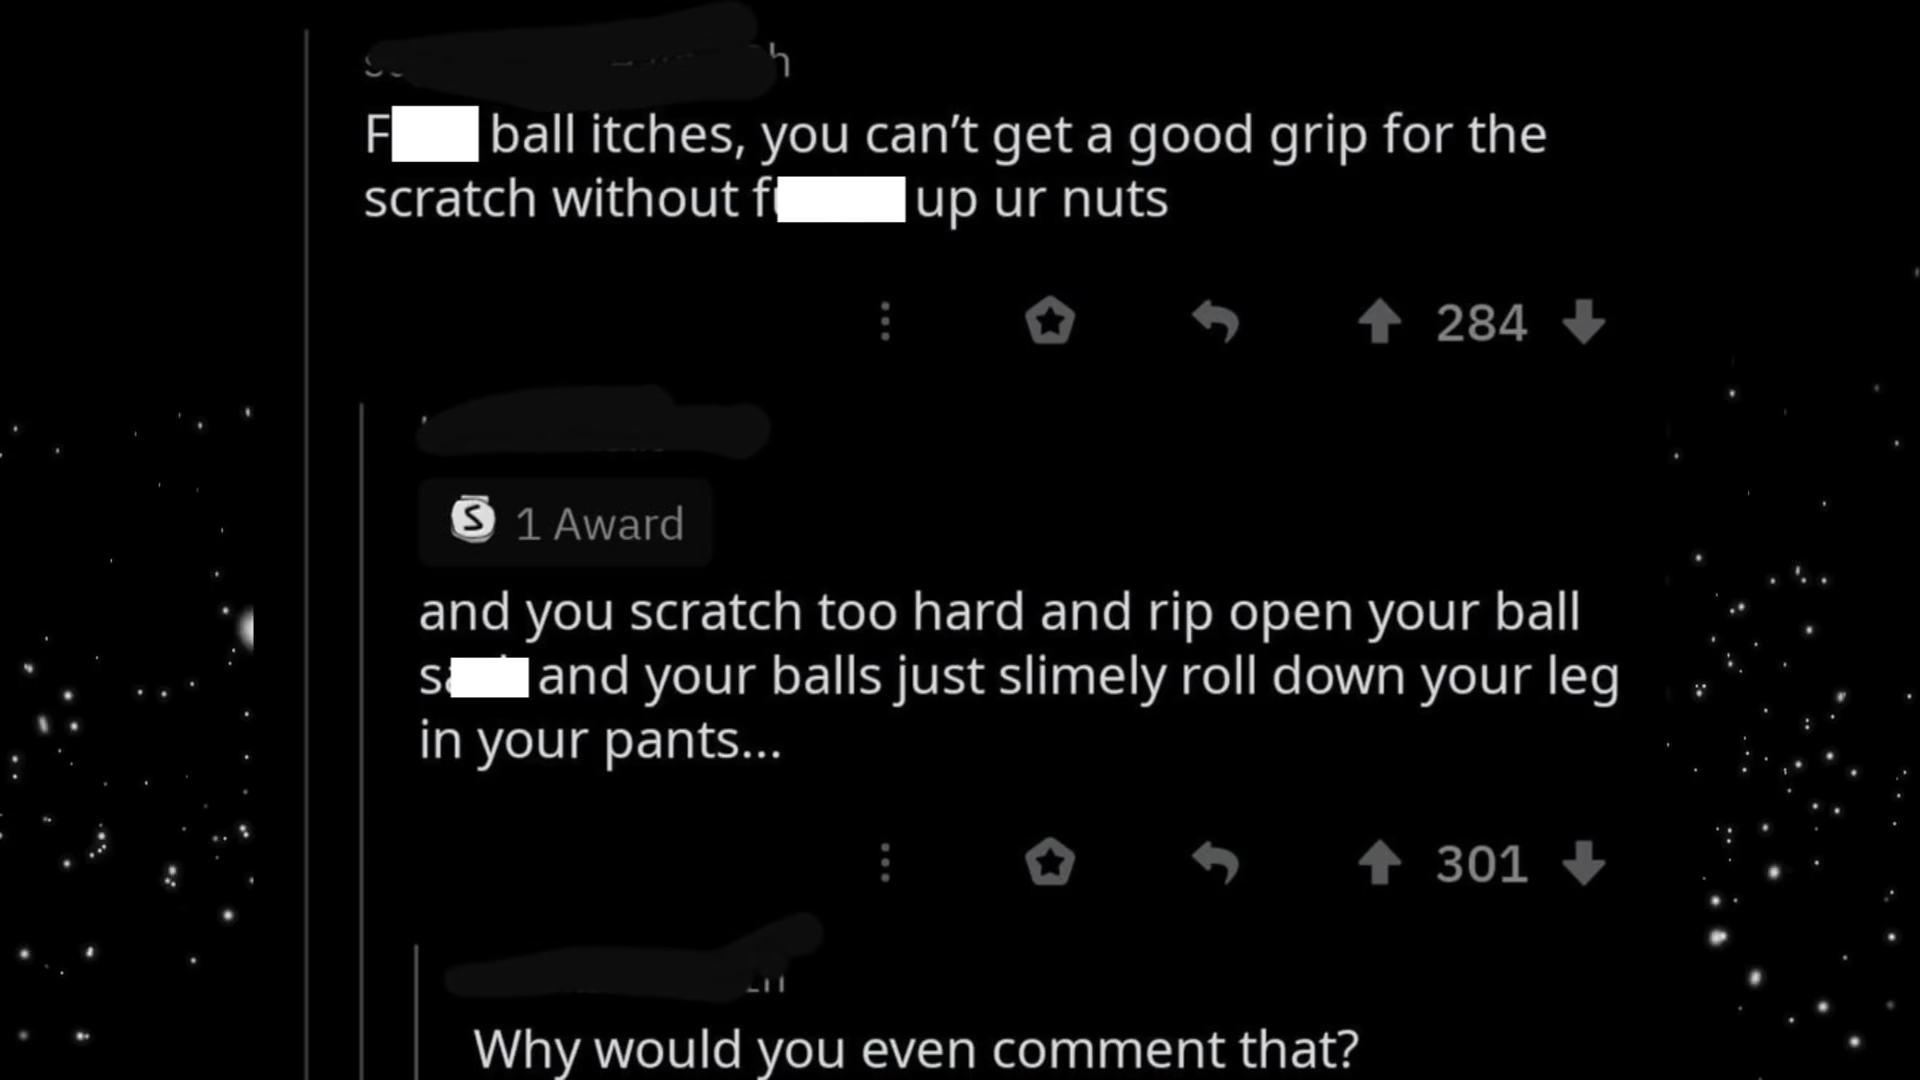 h
F ball itches, you can’t get a good grip for the
scratch without f up ur nuts
284
1 Award
and you scratch too hard and rip open your ball
s and your balls just slimely roll down your leg
in your pants...
301
Why would you even comment that?